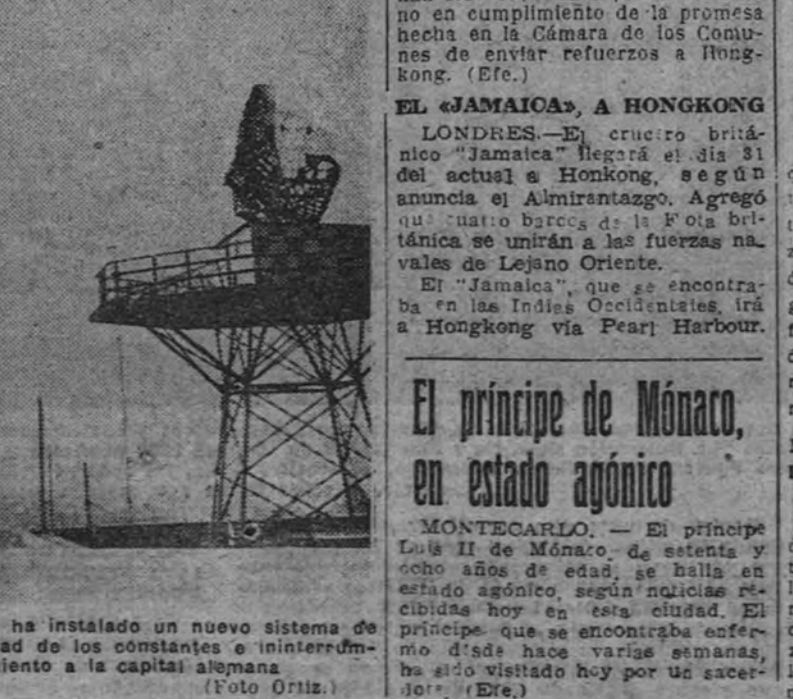 no en cumplimiento de la promesa
hecha en la Cámara de los Comu-
nes de enviar refuerzos a Hong-
kong. (Efe.)
EL «JAMAICA», A HONGKONG
LONDRES.—El crucero britá-
nico "Jamaica" llegará el día 31
del actual a Honkong, según
anuncia el Almirantazgo. Agregó
que cuatro barcos de la Fota bri-
tánica se unirán a las fuerzas na-
vales de Lejano Oriente.
El "Jamaica", que se encontra-
ba en las Indias Occidentales, irá
a Hongkong vía Pearl Harbour.
El príncipe de Mónaco,
en estado agónico
MONTECARLO. — El príncipe
Luis II de Mónaco, de setenta y
ocho años de edad, se halla en
estado agónico, según noticias re-
cibidas hoy en esta ciudad. El
príncipe que se encontraba enfer-
mo desde hace varias semanas,
ha sido visitado hoy por un sacer-
dote. (Efe.)
ha instalado un nuevo sistema de
ad de los constantes e ininterrum-
iento a la capital alemana
(Foto Ortiz.)